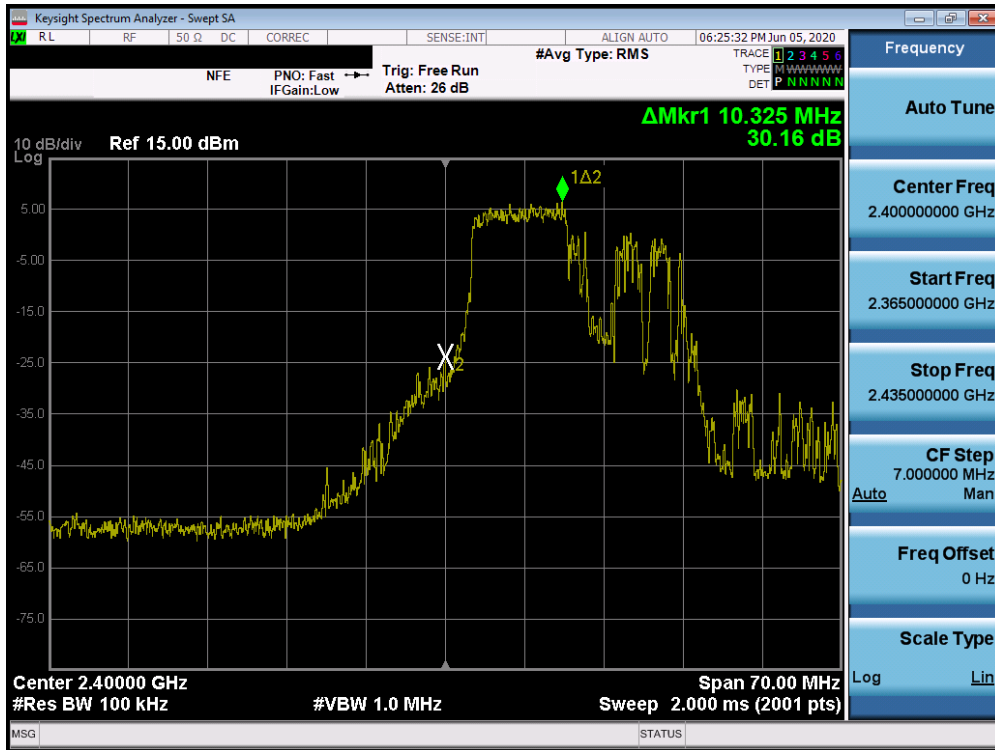 Keysight Spectrum Analyzer - Swept SA
LXI RL RF 50 Ω DC CORREC SENSE:INT ALIGN AUTO 06:25:32 PM Jun 05, 2020
NFE PNO: Fast Trig: Free Run #Avg Type: RMS TRACE 1 2 3 4 5 6
IFGain:Low Atten: 26 dB TYPE M W W W W W
DET P N N N N N
ΔMkr1 10.325 MHz
30.16 dB
10 dB/div Ref 15.00 dBm
Log
1Δ2
5.00
-5.00
-15.0
-25.0
2
-35.0
-45.0
-55.0
-65.0
-75.0
Center 2.40000 GHz Span 70.00 MHz
#Res BW 100 kHz #VBW 1.0 MHz Sweep 2.000 ms (2001 pts)
MSG STATUS
Frequency
Auto Tune
Center Freq
2.400000000 GHz
Start Freq
2.365000000 GHz
Stop Freq
2.435000000 GHz
CF Step
7.000000 MHz
Auto Man
Freq Offset
0 Hz
Scale Type
Log Lin